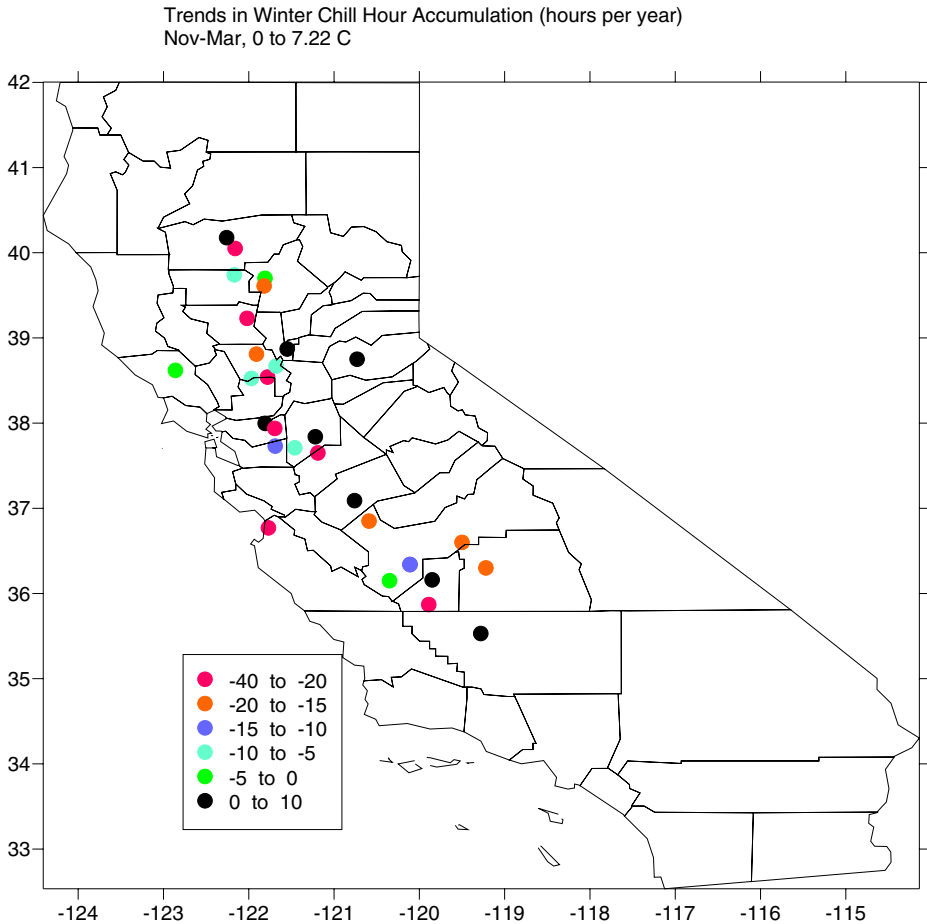 Trends in Winter Chill Hour Accumulation (hours per year)
Nov-Mar, 0 to 7.22 C
42
41
40
39
38
37
36
35
34
33
-40 to -20
-20 to -15
-15 to -10
-10 to -5
-5 to 0
0 to 10
-124 -123 -122 -121 -120 -119 -118 -117 -116 -115